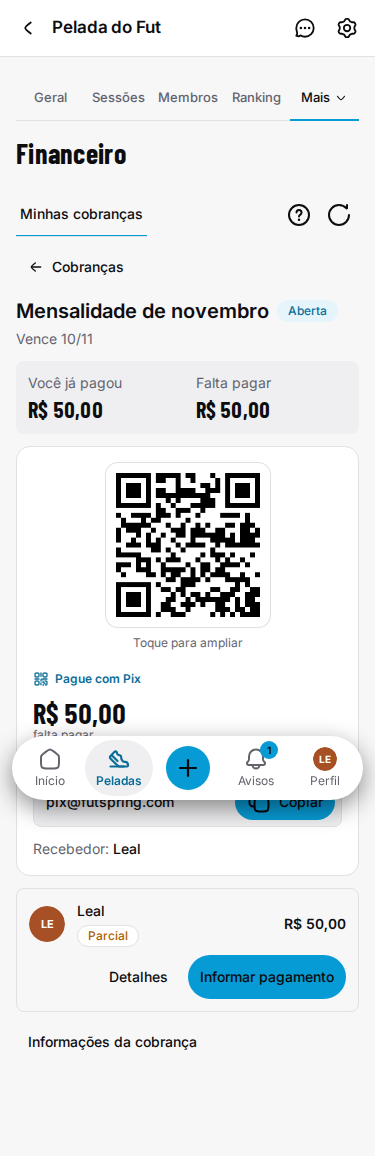 Pelada do Fut
Geral Sessões Membros Ranking Mais
Financeiro
Minhas cobranças
Cobranças
Mensalidade de novembro Aberta
Vence 10/11
Você já pagou Falta pagar
R$ 50,00 R$ 50,00
Toque para ampliar
Pague com Pix
R$ 50,00
falta pagar
1
LE
Início Peladas Avisos Perfil
pix@futspring.com Copiar
Recebedor: Leal
LE Leal R$ 50,00
Parcial
Detalhes Informar pagamento
Informações da cobrança